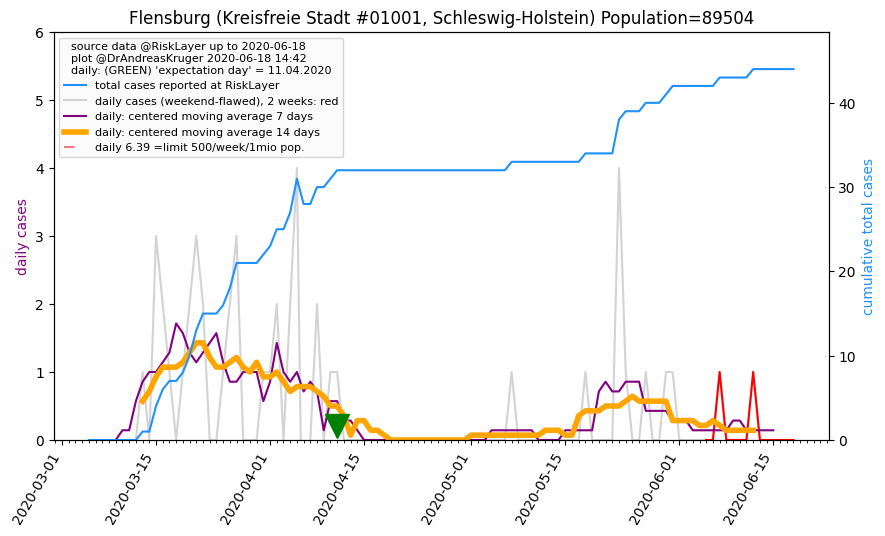 Flensburg (Kreisfreie Stadt #01001, Schleswig-Holstein) Population=89504
source data @RiskLayer up to 2020-06-18
plot @DrAndreasKruger 2020-06-18 14:42
daily: (GREEN) 'expectation day' = 11.04.2020
total cases reported at RiskLayer
daily cases (weekend-flawed), 2 weeks: red
daily: centered moving average 7 days
daily: centered moving average 14 days
daily 6.39 =limit 500/week/1mio pop.
daily cases
6
5
4
3
2
1
0
cumulative total cases
40
30
20
10
0
2020-03-01
2020-03-15
2020-04-01
2020-04-15
2020-05-01
2020-05-15
2020-06-01
2020-06-15